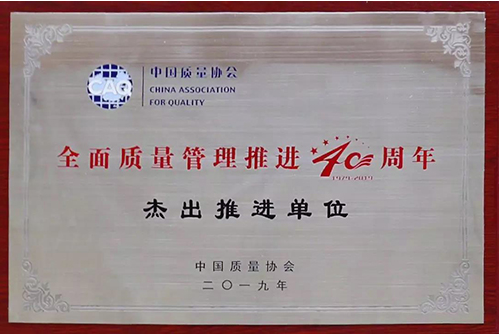 CAQ
中国质量协会
CHINA ASSOCIATION
FOR QUALITY
全面质量管理推进40周年
1979-2019
杰出推进单位
中国质量协会
二〇一九年